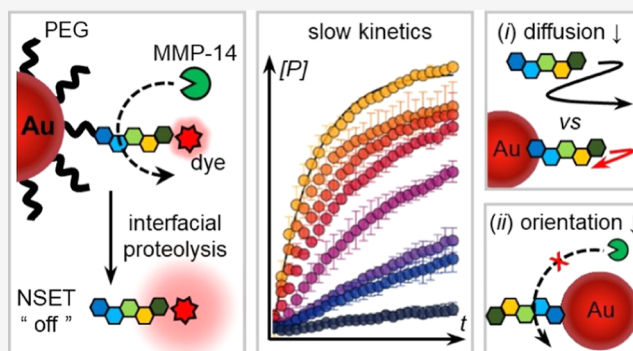 PEG
MMP-14
Au
dye
interfacial
proteolysis
NSET
"off"
slow kinetics
[P]
t
(i) diffusion ↓
vs
Au
(ii) orientation ↓
Au